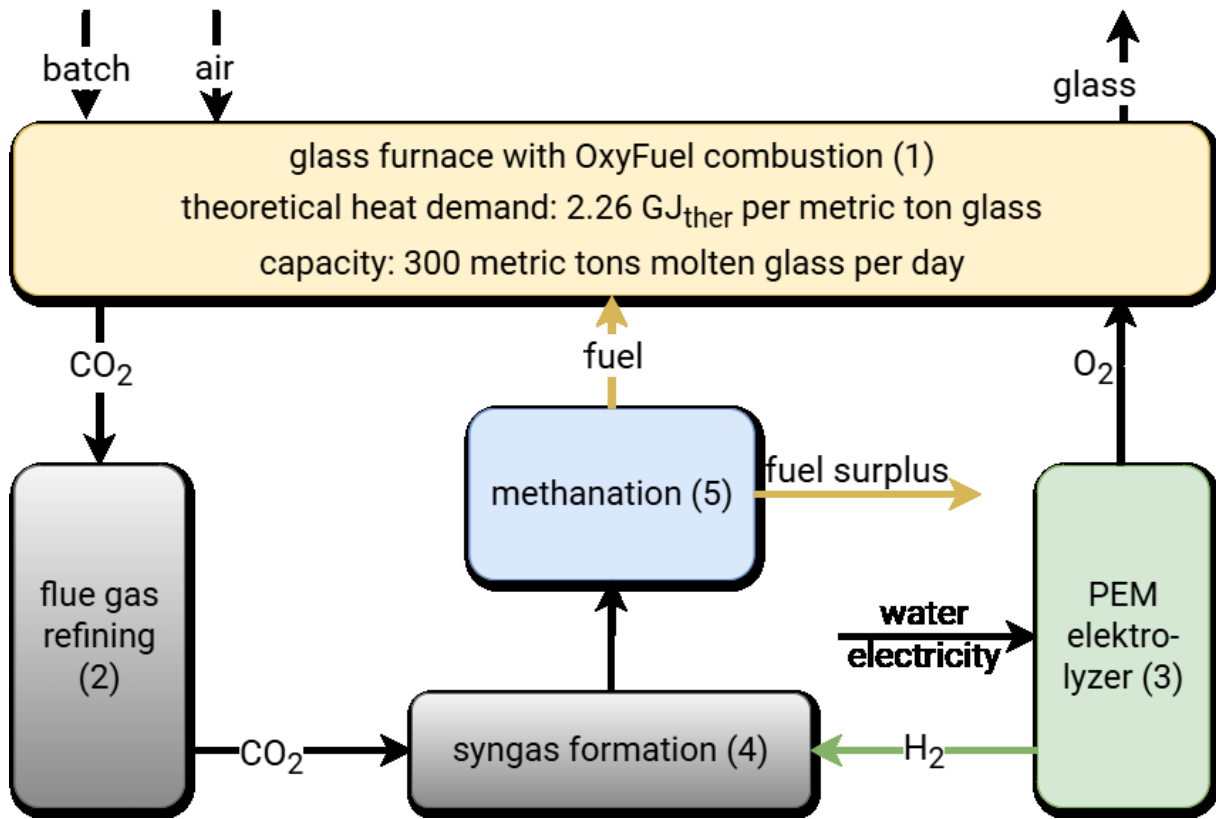 batch
air
glass
glass furnace with OxyFuel combustion (1)
theoretical heat demand: 2.26 GJther per metric ton glass
capacity: 300 metric tons molten glass per day
CO2
fuel
O2
methanation (5)
fuel surplus
flue gas
refining
(2)
water
electricity
PEM
elektro-
lyzer (3)
CO2
syngas formation (4)
H2